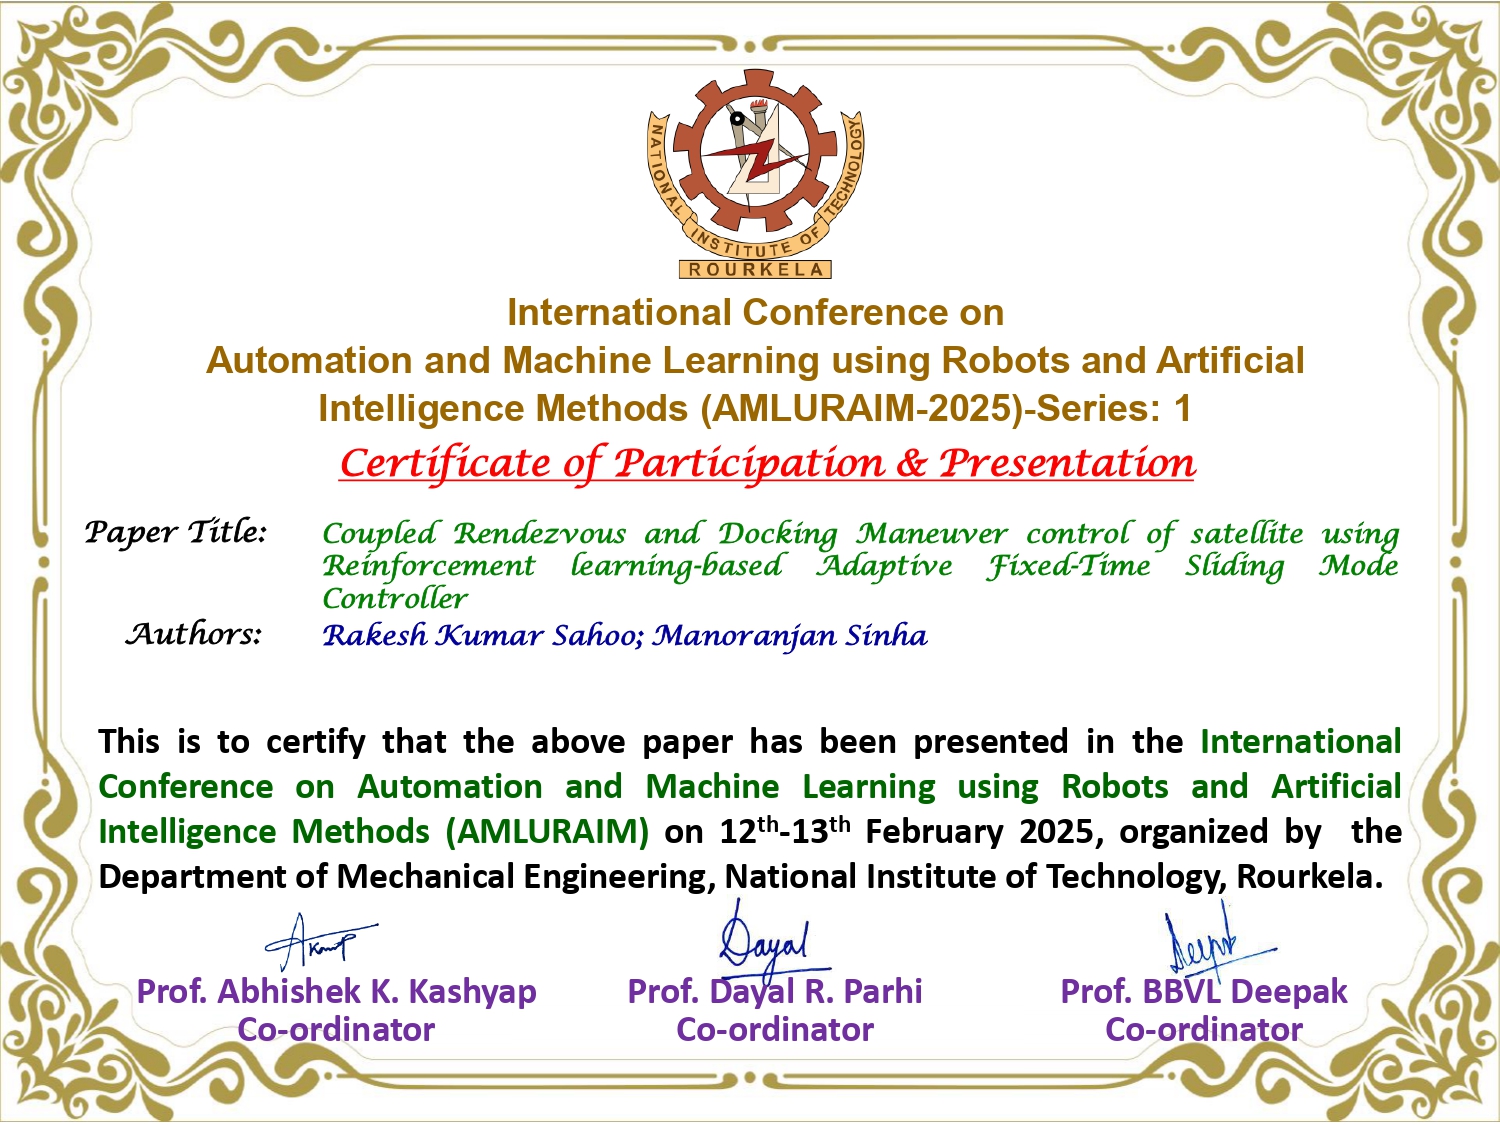 NATIONAL INSTITUTE OF TECHNOLOGY
ROURKELA
International Conference on
Automation and Machine Learning using Robots and Artificial
Intelligence Methods (AMLURAIM-2025)-Series: 1
Certificate of Participation & Presentation
Paper Title: Coupled Rendezvous and Docking Maneuver control of satellite using
Reinforcement learning-based Adaptive Fixed-Time Sliding Mode
Controller
Authors: Rakesh Kumar Sahoo; Manoranjan Sinha
This is to certify that the above paper has been presented in the International
Conference on Automation and Machine Learning using Robots and Artificial
Intelligence Methods (AMLURAIM) on 12th-13th February 2025, organized by the
Department of Mechanical Engineering, National Institute of Technology, Rourkela.
Dayal Deepak
Prof. Abhishek K. Kashyap Prof. Dayal R. Parhi Prof. BBVL Deepak
Co-ordinator Co-ordinator Co-ordinator